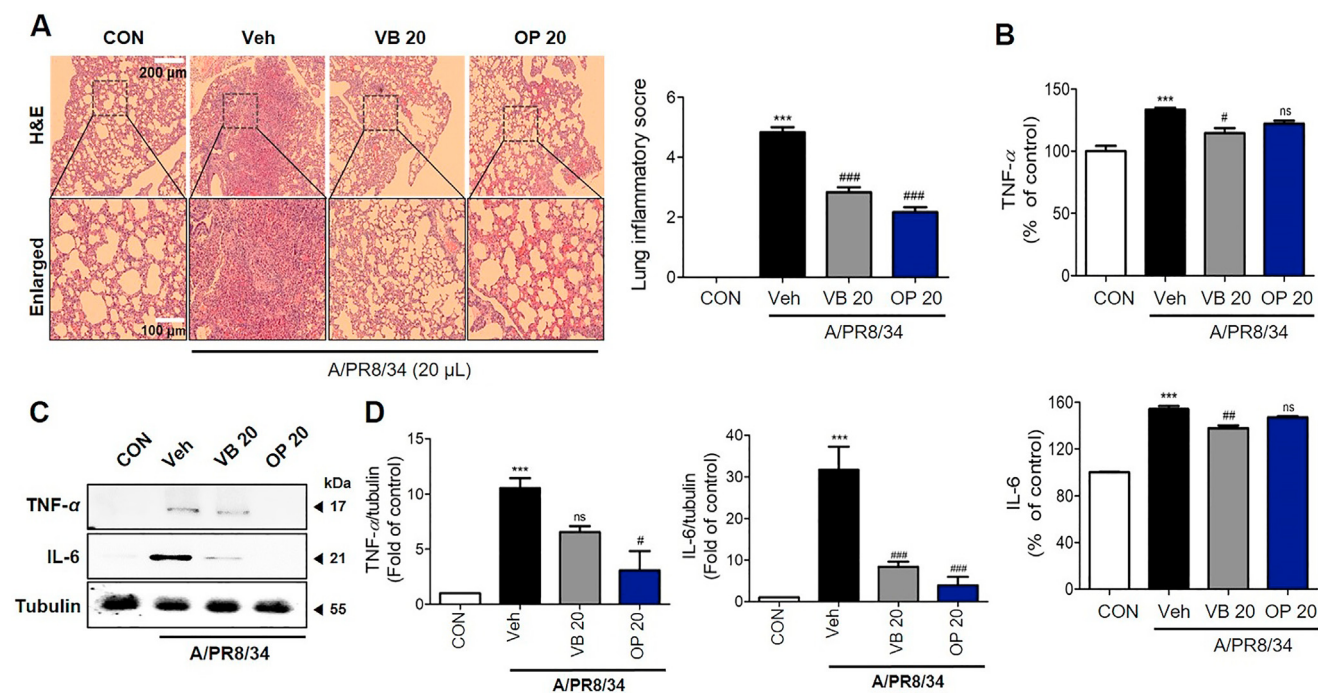 A
CON Veh VB 20 OP 20
200 µm
H&E
Enlarged
100 µm
A/PR8/34 (20 µL)
Lung inflammatory socre
6
4
2
0
***
###
###
CON Veh VB 20 OP 20
A/PR8/34
B
TNF-α
(% of control)
150
100
50
0
***
#
ns
CON Veh VB 20 OP 20
A/PR8/34
C
CON Veh VB 20 OP 20
kDa
TNF-α 17
IL-6 21
Tubulin 55
A/PR8/34
D
TNF-α/tubulin
(Fold of control)
15
10
5
0
***
ns
#
CON Veh VB 20 OP 20
A/PR8/34
IL-6/tubulin
(Fold of control)
40
30
20
10
0
***
###
###
CON Veh VB 20 OP 20
A/PR8/34
IL-6
(% of control)
160
120
80
40
0
***
##
ns
CON Veh VB 20 OP 20
A/PR8/34